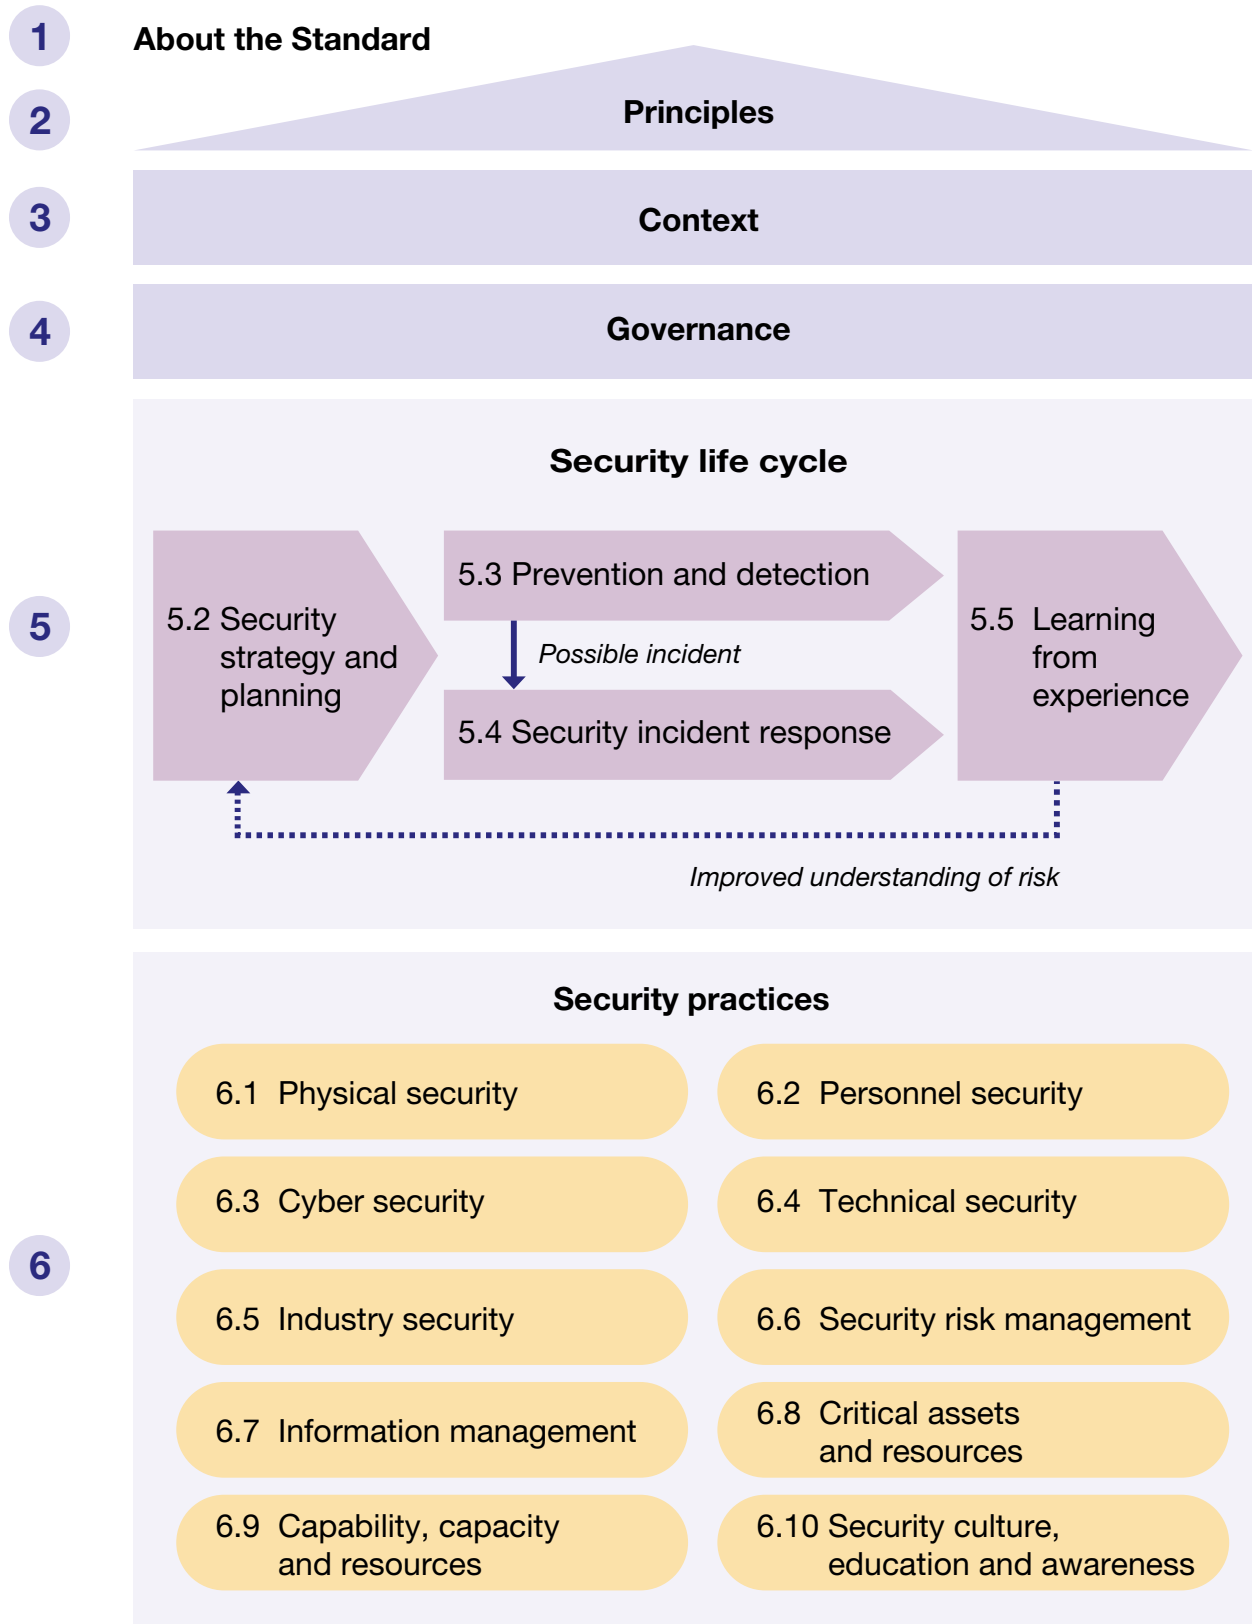 1
About the Standard
2
Principles
3
Context
4
Governance
5
Security life cycle
5.2 Security
strategy and
planning
5.3 Prevention and detection
Possible incident
5.4 Security incident response
5.5 Learning
from
experience
Improved understanding of risk
6
Security practices
6.1 Physical security
6.2 Personnel security
6.3 Cyber security
6.4 Technical security
6.5 Industry security
6.6 Security risk management
6.7 Information management
6.8 Critical assets
and resources
6.9 Capability, capacity
and resources
6.10 Security culture,
education and awareness